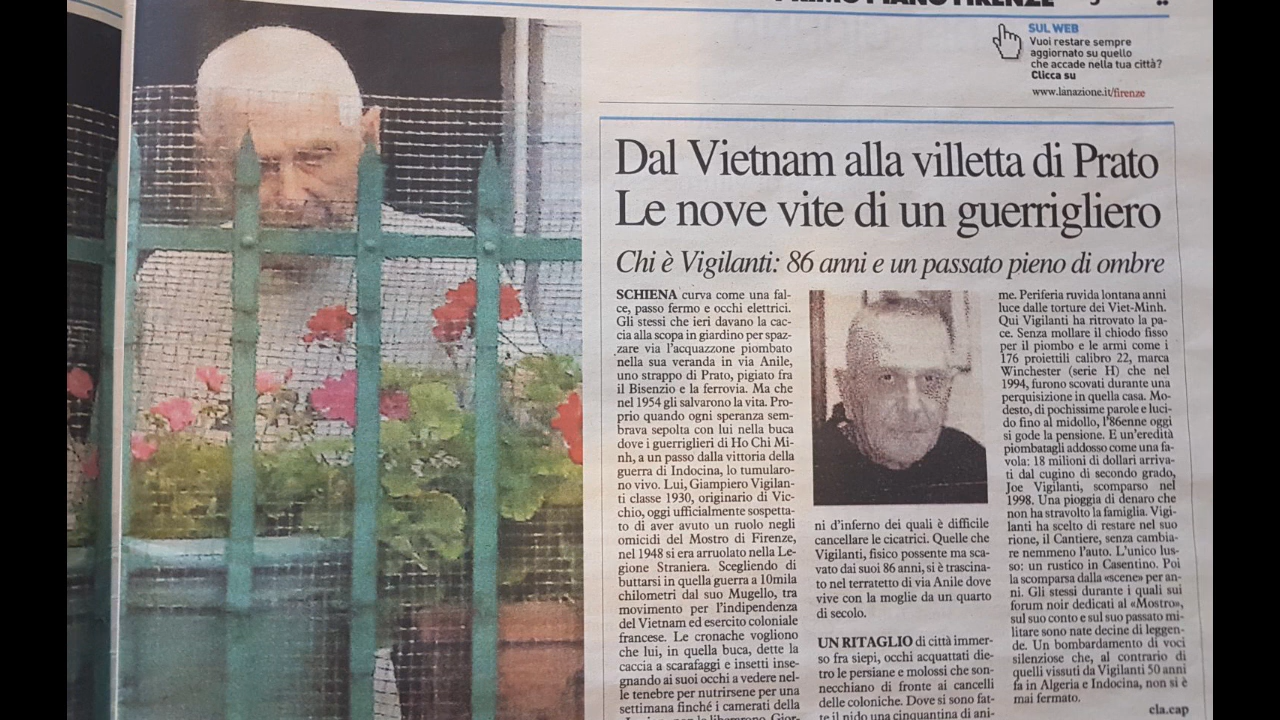 PRIMO PIANO FIRENZE
SUL WEB
Vuoi restare sempre
aggiornato su quello
che accade nella tua città?
Clicca su
www.lanazione.it/firenze
Dal Vietnam alla villetta di Prato
Le nove vite di un guerrigliero
Chi è Vigilanti: 86 anni e un passato pieno di ombre
SCHIENA curva come una fal-
ce, passo fermo e occhi elettrici.
Gli stessi che ieri davano la cac-
cia alla scopa in giardino per spaz-
zare via l'acquazzone piombato
nella sua veranda in via Anile,
uno strappo di Prato, pigiato fra
il Bisenzio e la ferrovia. Ma che
nel 1954 gli salvarono la vita. Pro-
prio quando ogni speranza sem-
brava sepolta con lui nella buca
dove i guerriglieri di Ho Chi Mi-
nh, a un passo dalla vittoria della
guerra di Indocina, lo tumularo-
no vivo. Lui, Giampiero Vigilan-
ti classe 1930, originario di Vic-
chio, oggi ufficialmente sospetta-
to di aver avuto un ruolo negli
omicidi del Mostro di Firenze,
nel 1948 si era arruolato nella Le-
gione Straniera. Scegliendo di
buttarsi in quella guerra a 10mila
chilometri dal suo Mugello, tra
movimento per l'indipendenza
del Vietnam ed esercito coloniale
francese. Le cronache vogliono
che lui, in quella buca, dette la
caccia a scarafaggi e insetti inse-
gnando ai suoi occhi a vedere nel-
le tenebre per nutrirsene per una
settimana finché i camerati della
ni d'inferno dei quali è difficile
cancellare le cicatrici. Quelle che
Vigilanti, fisico possente ma sca-
vato dai suoi 86 anni, si è trascina-
to nel terratetto di via Anile dove
vive con la moglie da un quarto
di secolo.
UN RITAGLIO di città immer-
so fra siepi, occhi acquattati die-
tro le persiane e molossi che son-
necchiano di fronte ai cancelli
delle coloniche. Dove si sono fat-
te il nido una cinquantina di ani-
me. Periferia ruvida lontana anni
luce dalle torture dei Viet-Minh.
Qui Vigilanti ha ritrovato la pa-
ce. Senza mollare il chiodo fisso
per il piombo e le armi come i
176 proiettili calibro 22, marca
Winchester (serie H) che nel
1994, furono scovati durante una
perquisizione in quella casa. Mo-
desto, di pochissime parole e luci-
do fino al midollo, l'86enne oggi
si gode la pensione. E un'eredità
piombatagli addosso come una fa-
vola: 18 milioni di dollari arriva-
ti dal cugino di secondo grado,
Joe Vigilanti, scomparso nel
1998. Una pioggia di denaro che
non ha stravolto la famiglia. Vigi-
lanti ha scelto di restare nel suo
rione, il Cantiere, senza cambia-
re nemmeno l'auto. L'unico lus-
so: un rustico in Casentino. Poi
la scomparsa dalla «scene» per an-
ni. Gli stessi durante i quali sui
forum noir dedicati al «Mostro»,
sul suo conto e sul suo passato mi-
litare sono nate decine di leggen-
de. Un bombardamento di voci
silenziose che, al contrario di
quelli vissuti da Vigilanti 50 anni
fa in Algeria e Indocina, non si è
mai fermato.
cla.cap